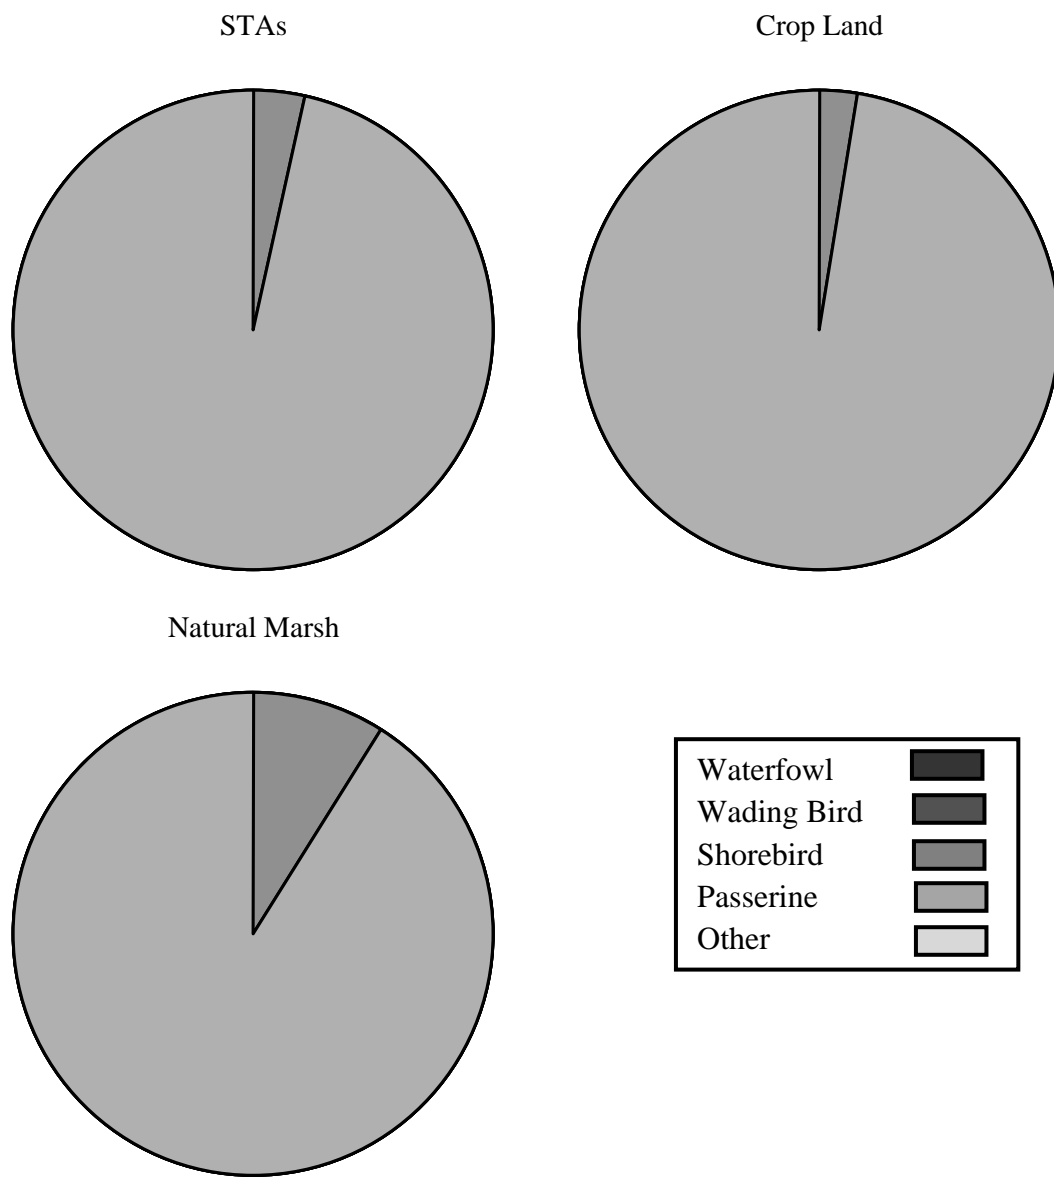 STAs
Crop Land
Natural Marsh
Waterfowl
Wading Bird
Shorebird
Passerine
Other